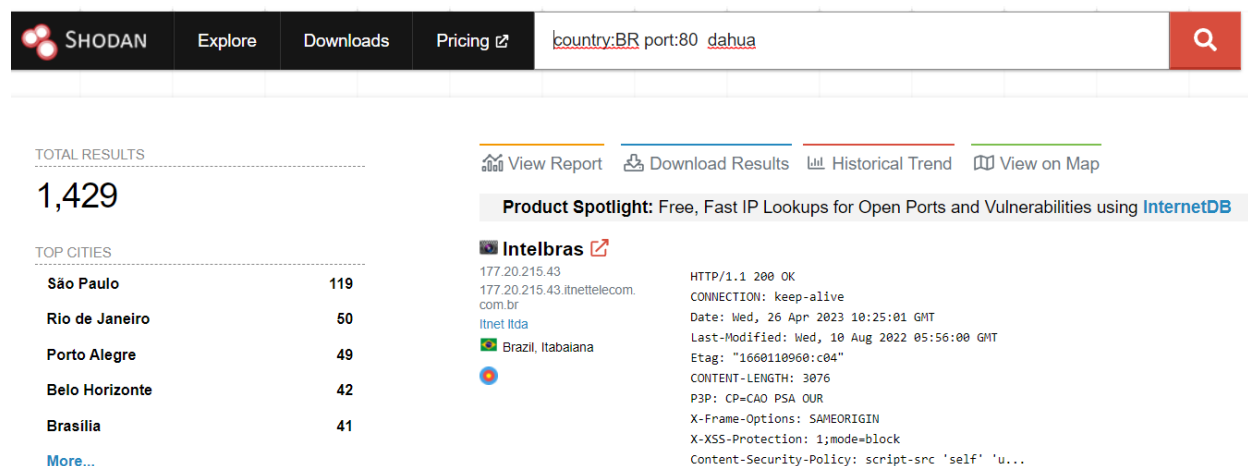 SHODAN Explore Downloads Pricing country:BR port:80 dahua
TOTAL RESULTS
1,429
TOP CITIES
São Paulo 119
Rio de Janeiro 50
Porto Alegre 49
Belo Horizonte 42
Brasília 41
More...
View Report Download Results Historical Trend View on Map
Product Spotlight: Free, Fast IP Lookups for Open Ports and Vulnerabilities using InternetDB
Intelbras
177.20.215.43
177.20.215.43.itnettelecom.
com.br
Itnet ltda
Brazil, Itabaiana
HTTP/1.1 200 OK
CONNECTION: keep-alive
Date: Wed, 26 Apr 2023 10:25:01 GMT
Last-Modified: Wed, 10 Aug 2022 05:56:00 GMT
Etag: "1660110960:c04"
CONTENT-LENGTH: 3076
P3P: CP=CAO PSA OUR
X-Frame-Options: SAMEORIGIN
X-XSS-Protection: 1;mode=block
Content-Security-Policy: script-src 'self' 'u...